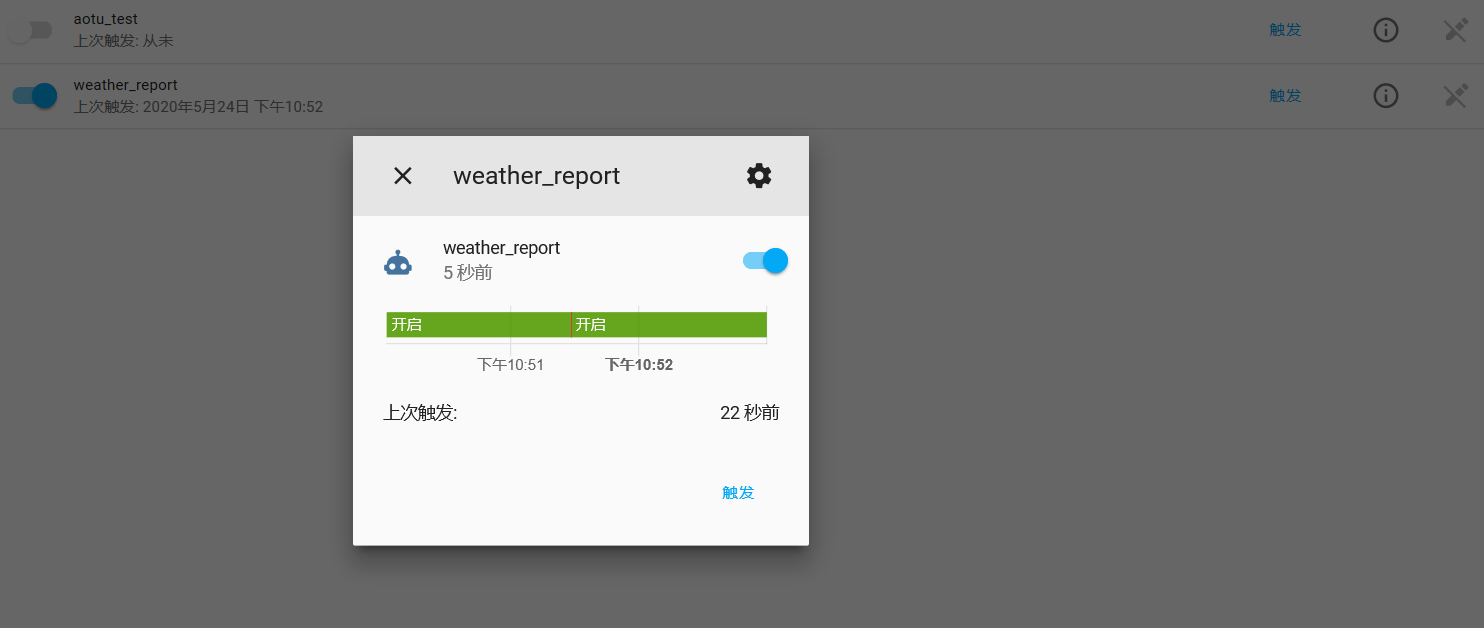 aotu_test
上次触发: 从未
触发
weather_report
上次触发: 2020年5月24日 下午10:52
触发
weather_report
weather_report
5 秒前
开启 开启
下午10:51 下午10:52
上次触发: 22 秒前
触发